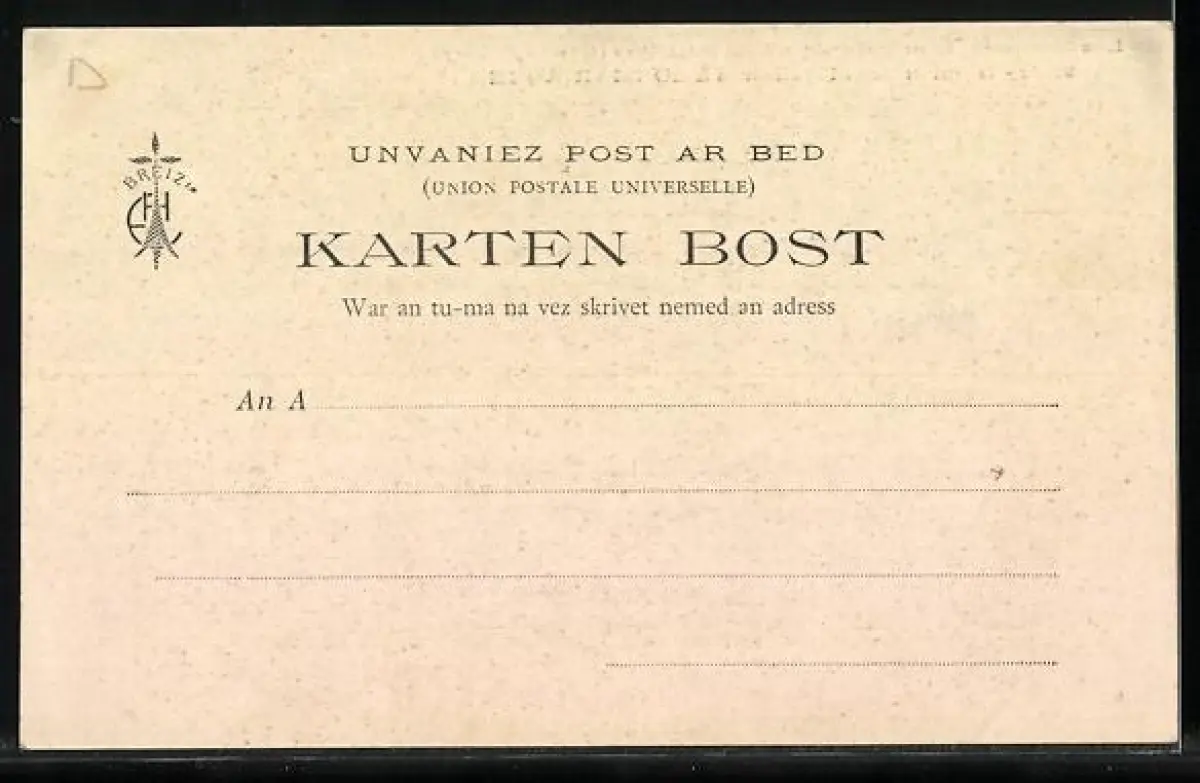 BREIZ
UNVANIEZ POST AR BED
(UNION POSTALE UNIVERSELLE)
KARTEN BOST
War an tu-ma na vez skrivet nemed an adress
An A